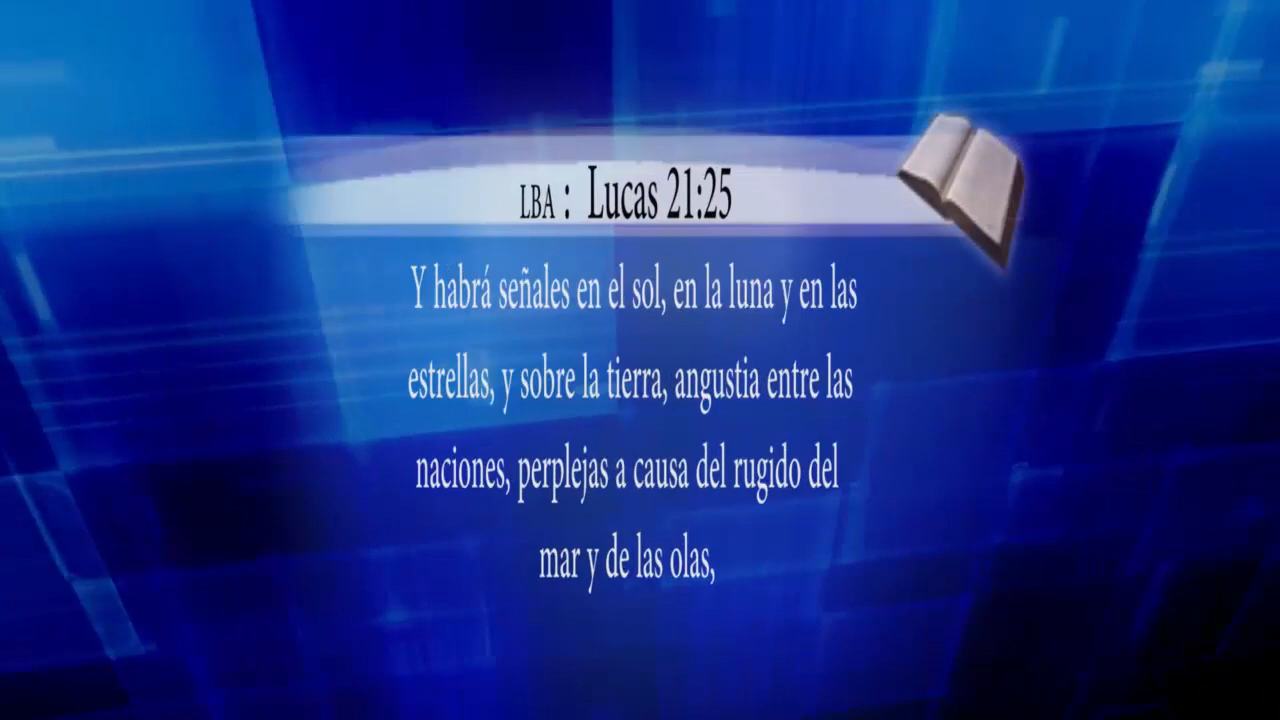 LBA : Lucas 21:25
Y habrá señales en el sol, en la luna y en las
estrellas, y sobre la tierra, angustia entre las
naciones, perplejas a causa del rugido del
mar y de las olas,